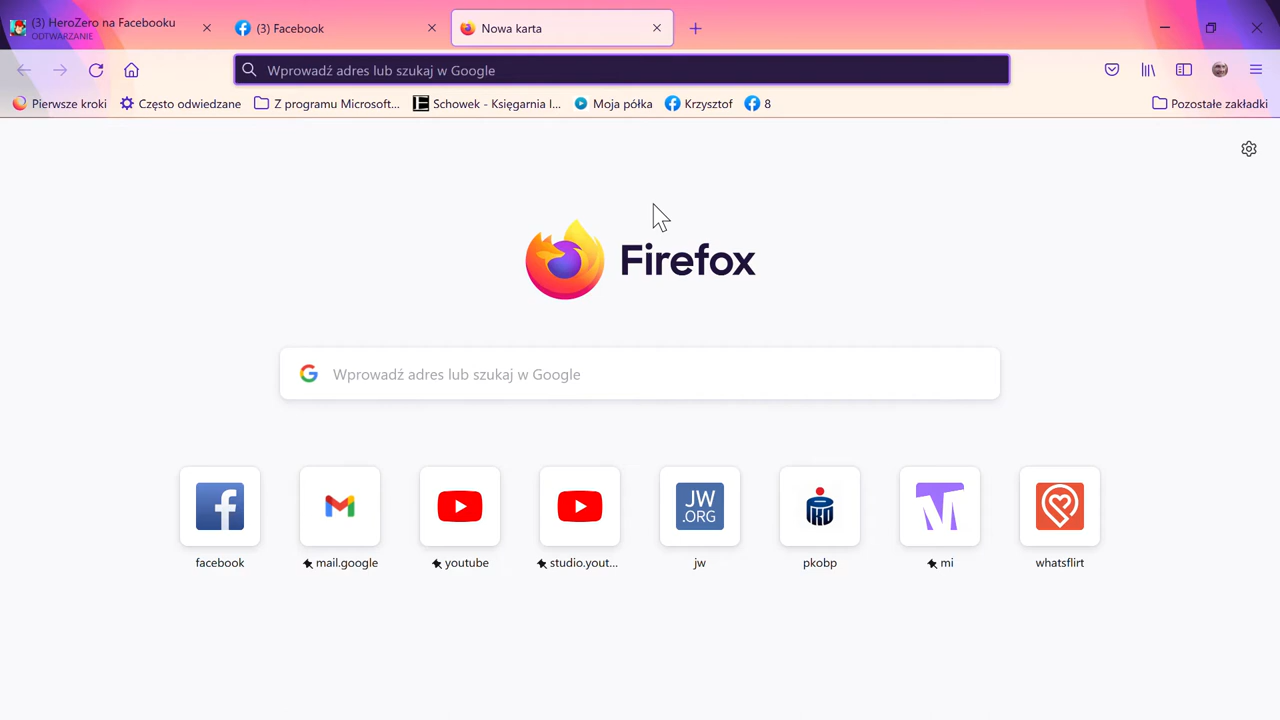 (3) HeroZero na Facebooku
ODTWARZANIE
(3) Facebook
Nowa karta
Wprowadź adres lub szukaj w Google
Pierwsze kroki
Często odwiedzane
Z programu Microsoft...
Schowek - Księgarnia I...
Moja półka
Krzysztof
8
Pozostałe zakładki
Firefox
Wprowadź adres lub szukaj w Google
JW
.ORG
PKO
facebook
mail.google
youtube
studio.yout...
jw
pkobp
mi
whatsflirt